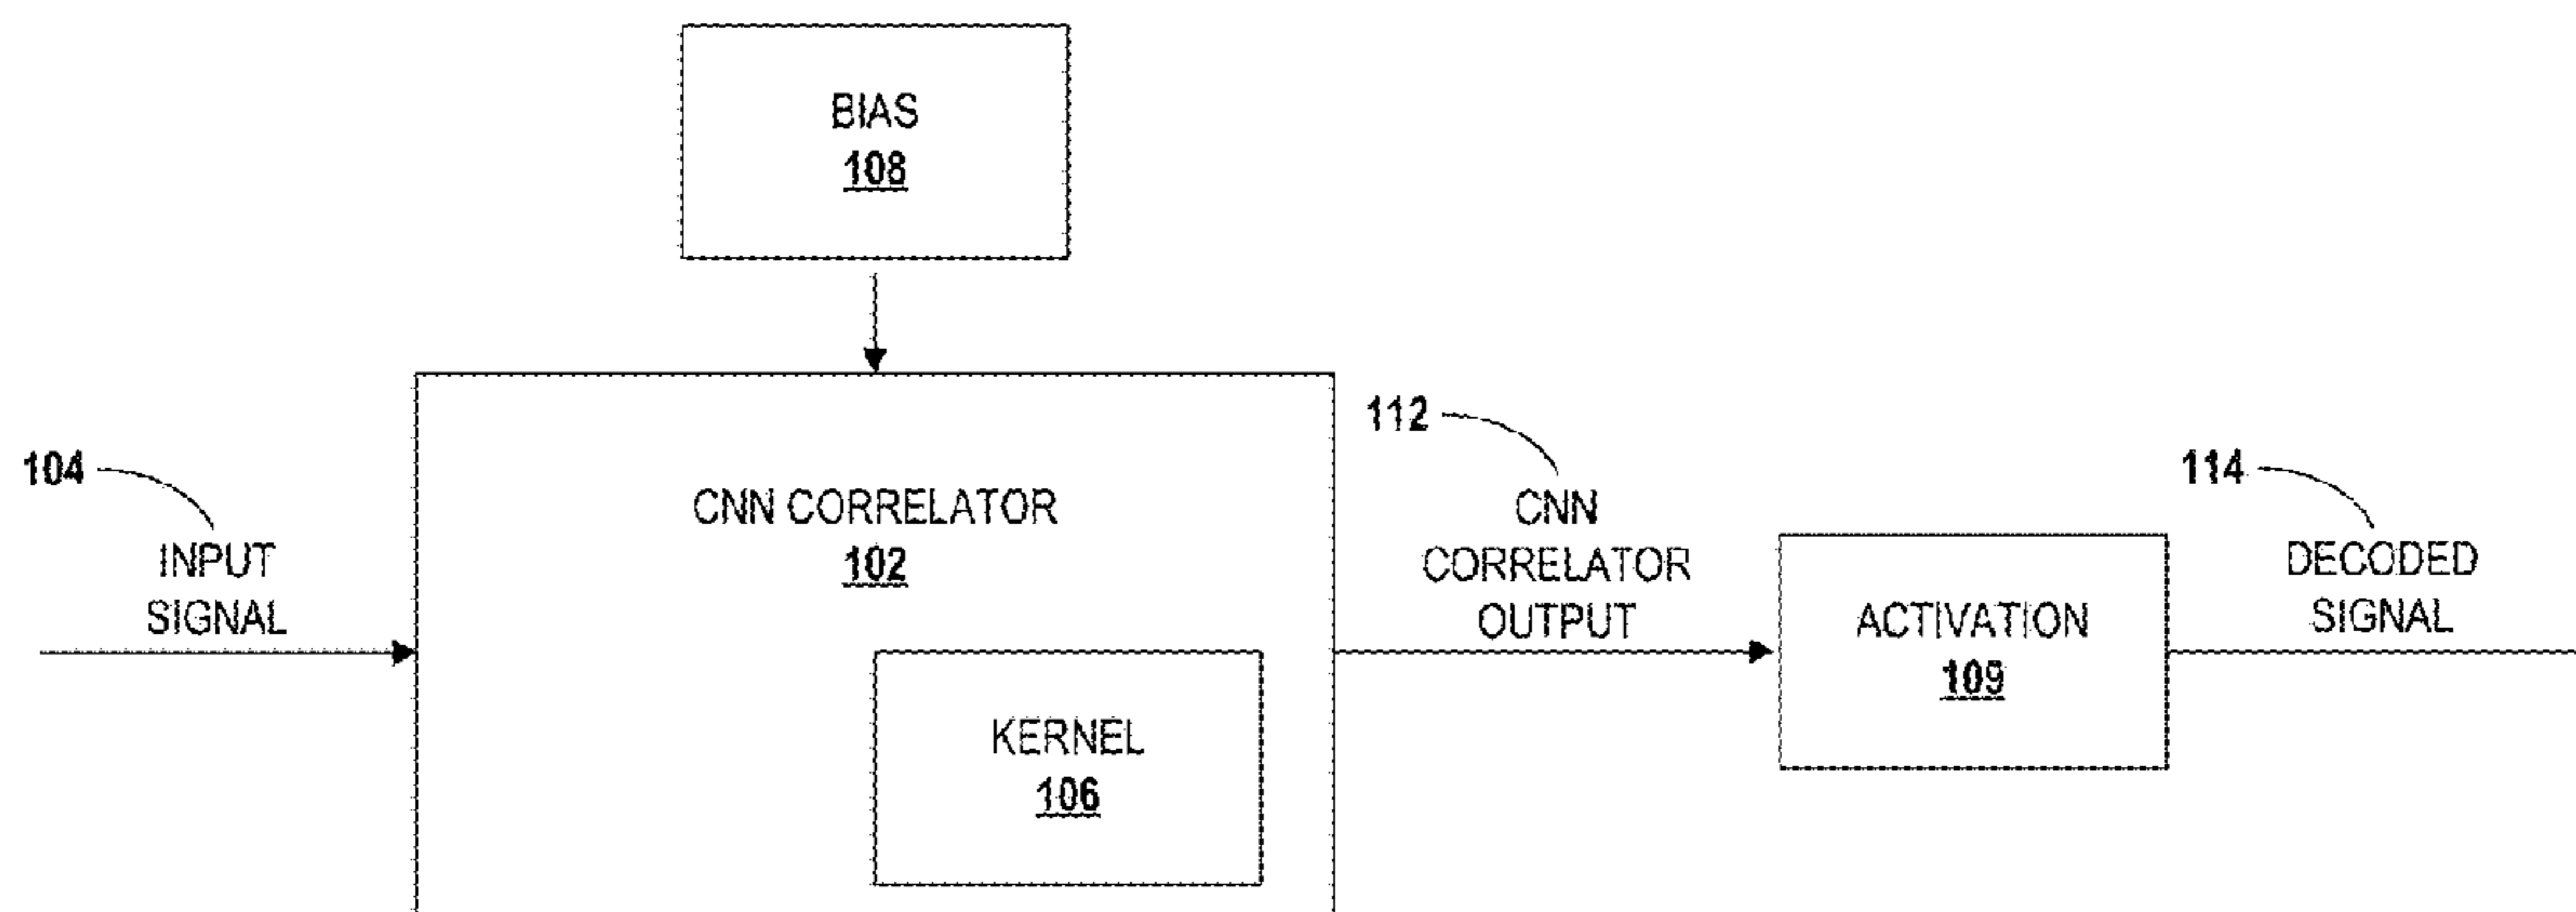 BIAS
108
104
INPUT
SIGNAL
CNN CORRELATOR
102
KERNEL
106
112
CNN
CORRELATOR
OUTPUT
ACTIVATION
109
114
DECODED
SIGNAL